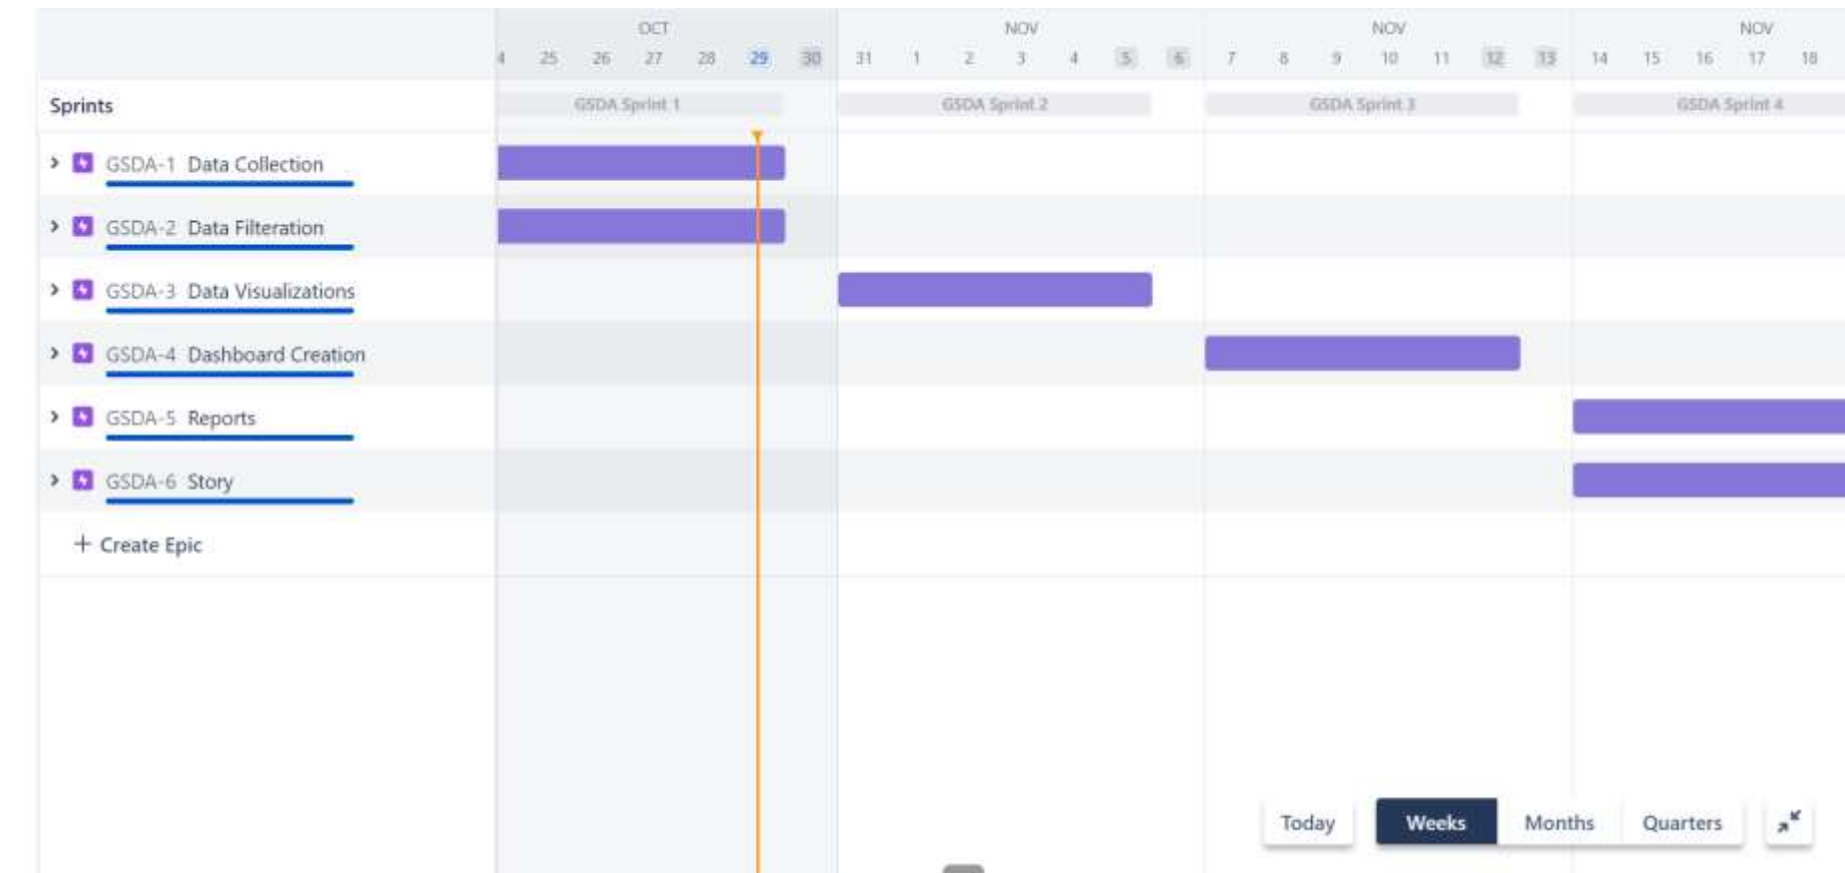 OCT NOV NOV NOV
4 25 26 27 28 29 30 31 1 2 3 4 5 6 7 8 9 10 11 12 13 14 15 16 17 18
Sprints GSDA Sprint 1 GSDA Sprint 2 GSDA Sprint 3 GSDA Sprint 4
GSDA-1 Data Collection
GSDA-2 Data Filteration
GSDA-3 Data Visualizations
GSDA-4 Dashboard Creation
GSDA-5 Reports
GSDA-6 Story
+ Create Epic
Today Weeks Months Quarters